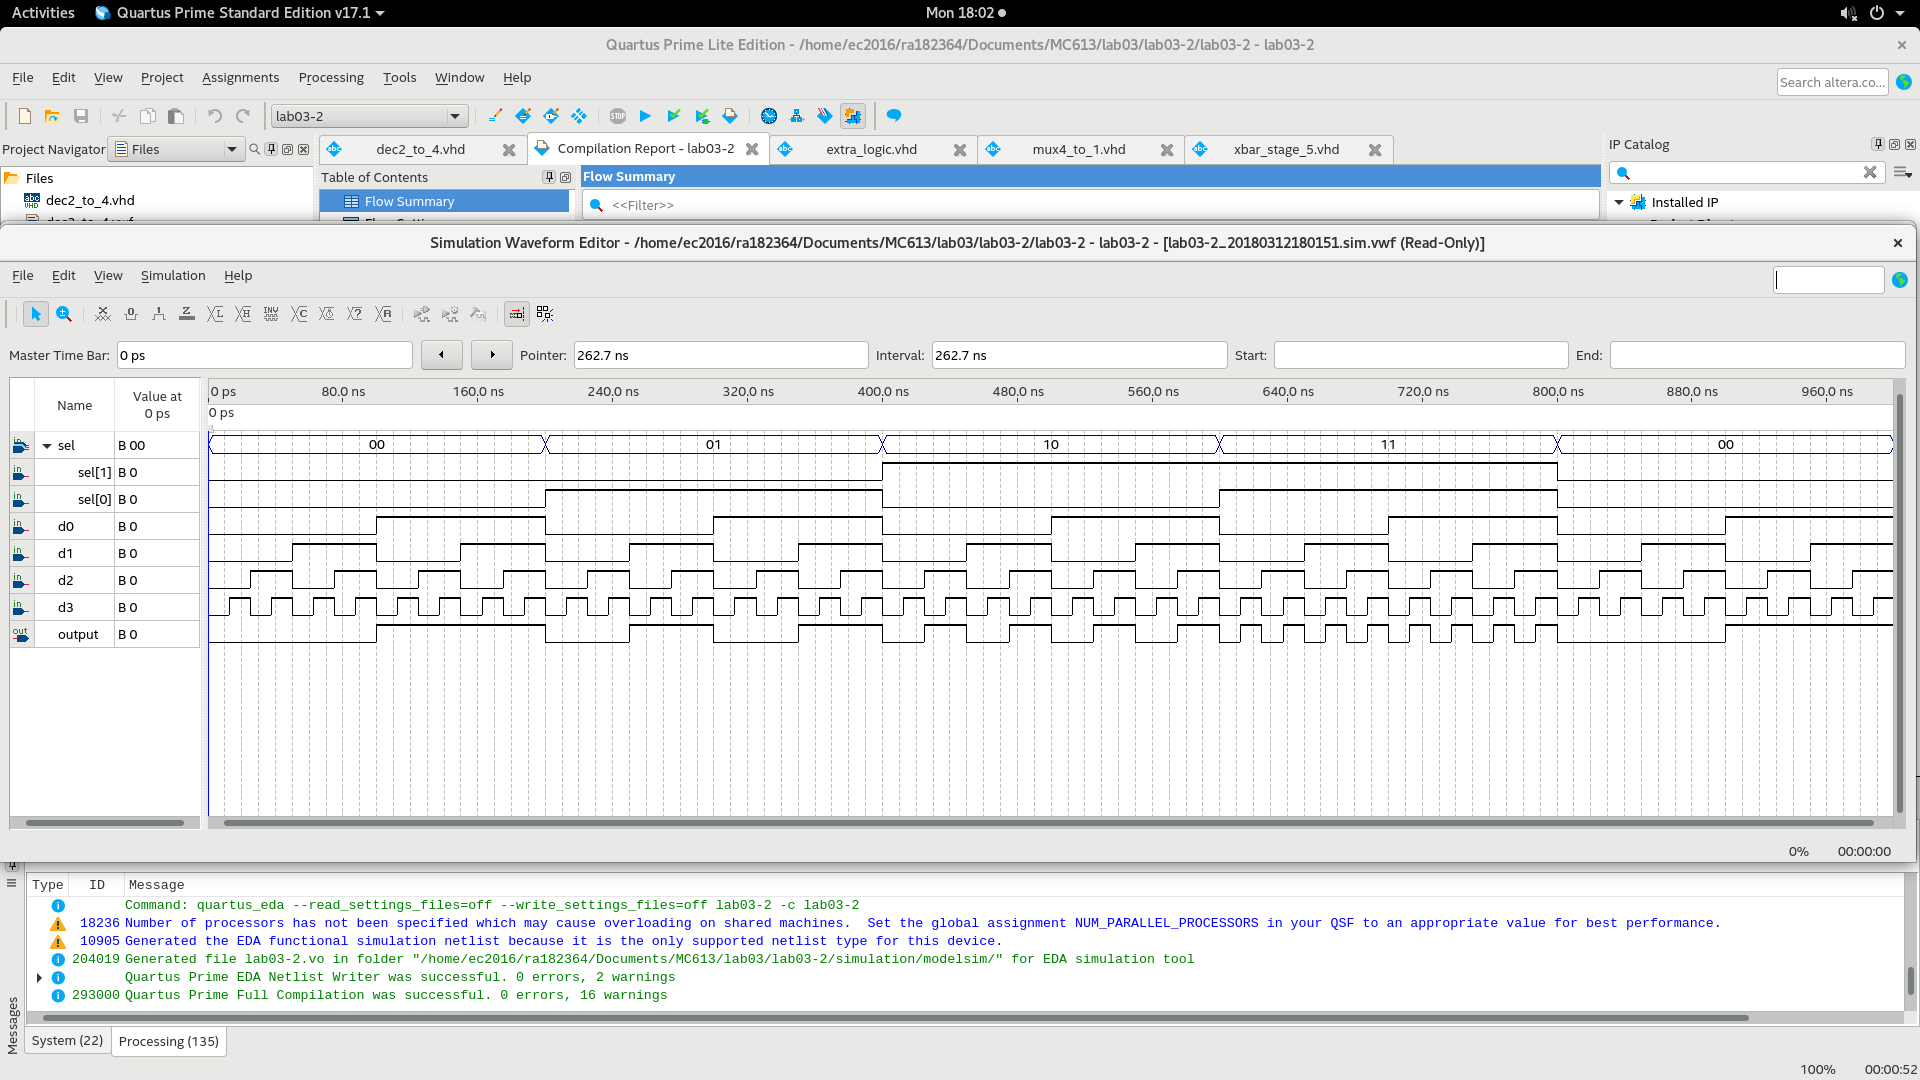 Activities Quartus Prime Standard Edition v17.1 Mon 18:02
Quartus Prime Lite Edition - /home/ec2016/ra182364/Documents/MC613/lab03/lab03-2/lab03-2 - lab03-2
File Edit View Project Assignments Processing Tools Window Help
Search altera.co...
lab03-2
Project Navigator Files
dec2_to_4.vhd Compilation Report - lab03-2 extra_logic.vhd mux4_to_1.vhd xbar_stage_5.vhd
IP Catalog
Files
Table of Contents
Flow Summary
dec2_to_4.vhd
Flow Summary
<<Filter>>
Installed IP
Simulation Waveform Editor - /home/ec2016/ra182364/Documents/MC613/lab03/lab03-2/lab03-2 - lab03-2 - [lab03-2_20180312180151.sim.vwf (Read-Only)]
File Edit View Simulation Help
Master Time Bar: 0 ps Pointer: 262.7 ns Interval: 262.7 ns Start: End:
Name Value at 0 ps
0 ps 80.0 ns 160.0 ns 240.0 ns 320.0 ns 400.0 ns 480.0 ns 560.0 ns 640.0 ns 720.0 ns 800.0 ns 880.0 ns 960.0 ns
0 ps
sel B 00 00 01 10 11 00
sel[1] B 0
sel[0] B 0
d0 B 0
d1 B 0
d2 B 0
d3 B 0
output B 0
0% 00:00:00
Type ID Message
Command: quartus_eda --read_settings_files=off --write_settings_files=off lab03-2 -c lab03-2
18236 Number of processors has not been specified which may cause overloading on shared machines.  Set the global assignment NUM_PARALLEL_PROCESSORS in your QSF to an appropriate value for best performance.
10905 Generated the EDA functional simulation netlist because it is the only supported netlist type for this device.
204019 Generated file lab03-2.vo in folder "/home/ec2016/ra182364/Documents/MC613/lab03/lab03-2/simulation/modelsim/" for EDA simulation tool
Quartus Prime EDA Netlist Writer was successful. 0 errors, 2 warnings
293000 Quartus Prime Full Compilation was successful. 0 errors, 16 warnings
Messages
System (22) Processing (135)
100% 00:00:52